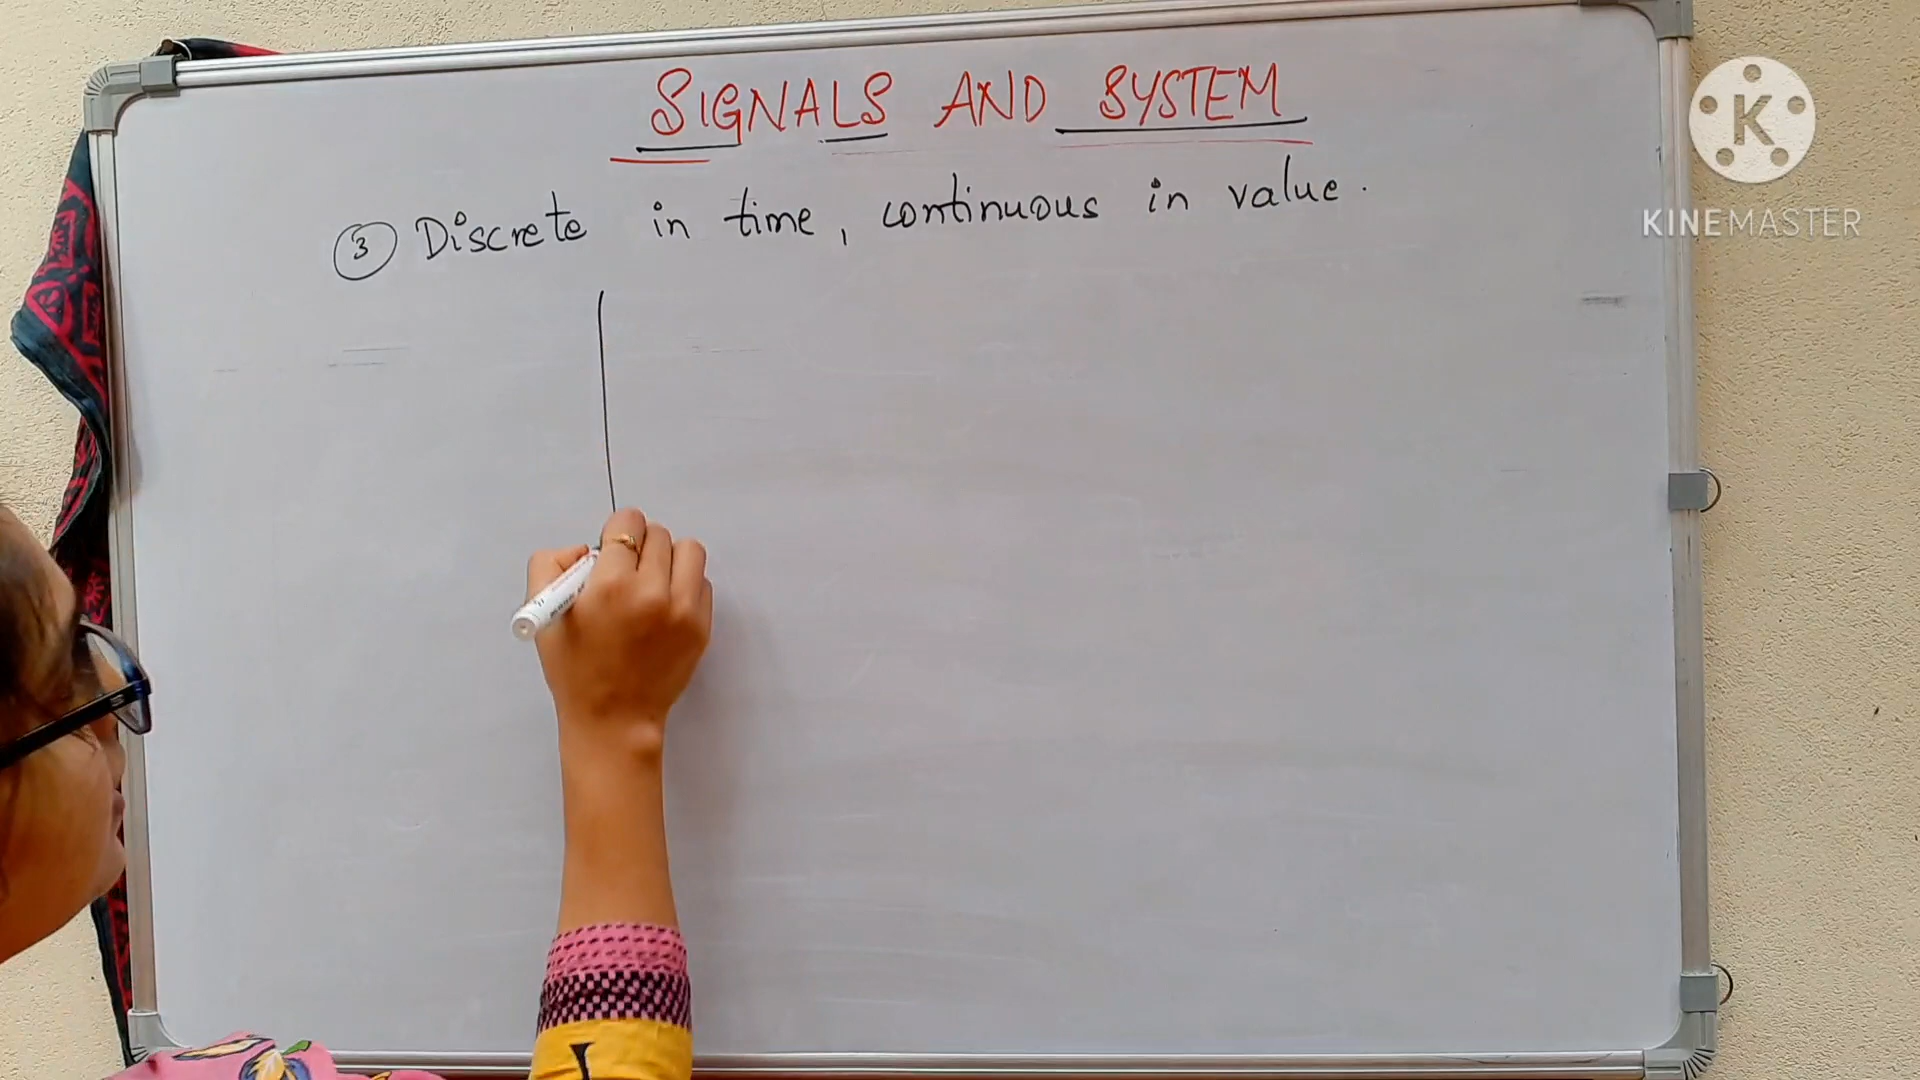 SIGNALS AND SYSTEM
3 Discrete in time, continuous in value.
K
KINEMASTER